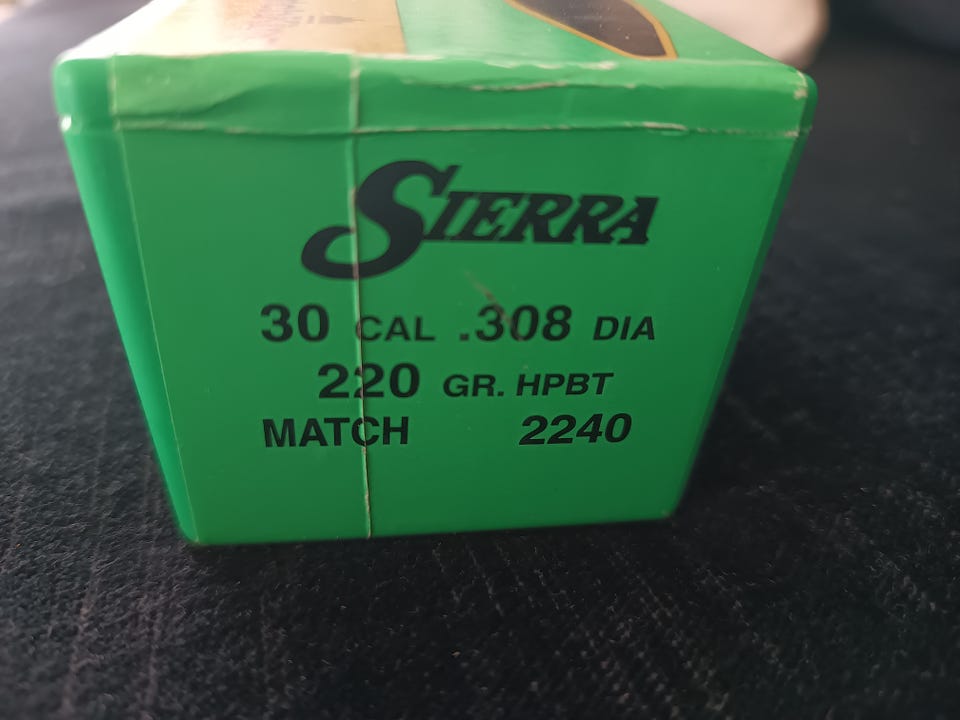 SIERRA
30 CAL .308 DIA
220 GR. HPBT
MATCH 2240